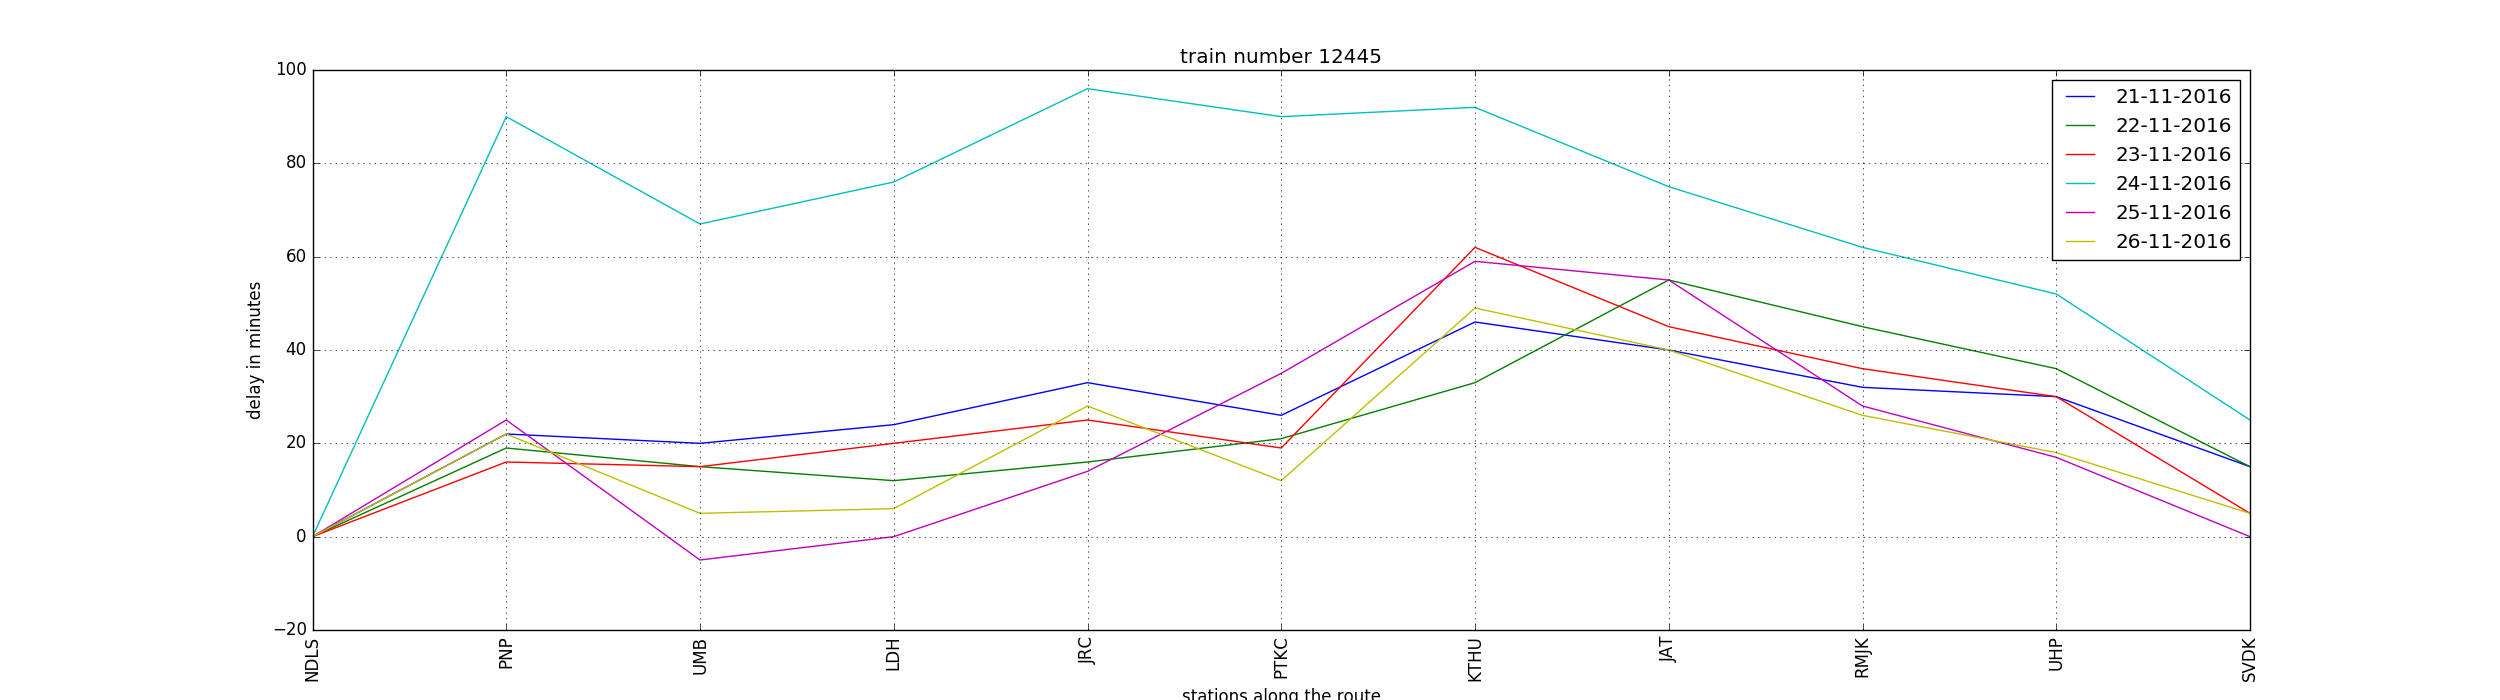 train number 12445
100
80
60
40
20
0
−20
delay in minutes
21-11-2016
22-11-2016
23-11-2016
24-11-2016
25-11-2016
26-11-2016
NDLS
PNP
UMB
LDH
JRC
PTKC
KTHU
JAT
RMJK
UHP
SVDK
stations along the route